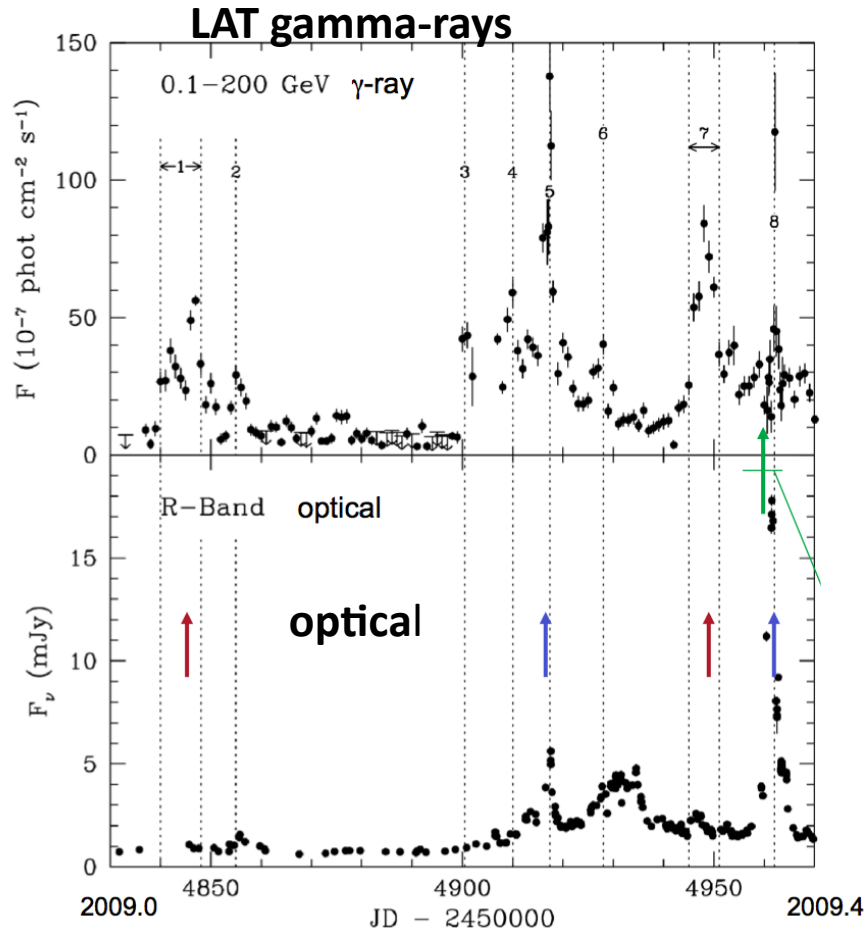 LAT gamma-rays
150
0.1–200 GeV γ-ray
6
7
1
2
3
4
100
5
8
F (10⁻⁷ phot cm⁻² s⁻¹)
50
0
R-Band optical
15
optical
10
F_ν (mJy)
5
0
4850 4900 4950
2009.0 JD − 2450000 2009.4